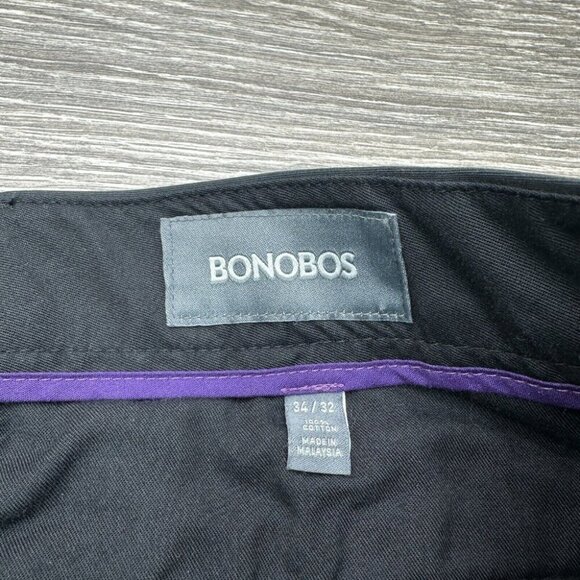 BONOBOS
34 / 32
100%
COTTON
MADE IN
MALAYSIA